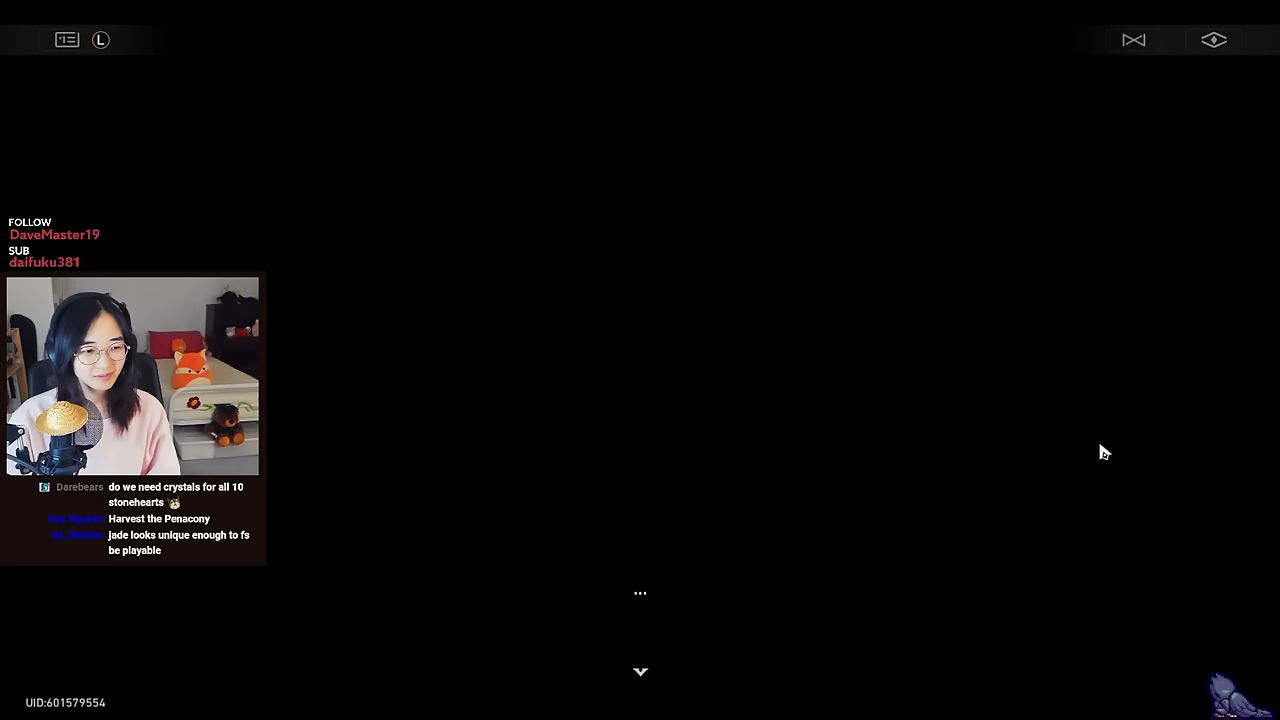 L
FOLLOW
DaveMaster19
SUB
daifuku381
Darebears do we need crystals for all 10
stonehearts
Harvest the Penacony
jade looks unique enough to fs
be playable
...
UID:601579554